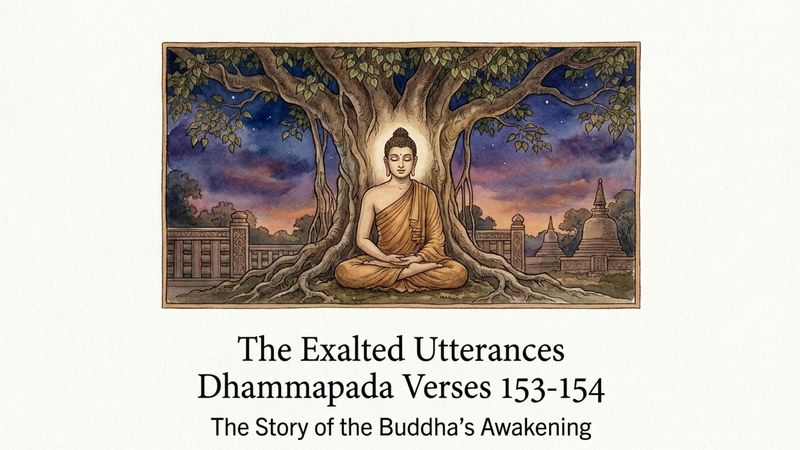 The Exalted Utterances
Dhammapada Verses 153-154
The Story of the Buddha’s Awakening